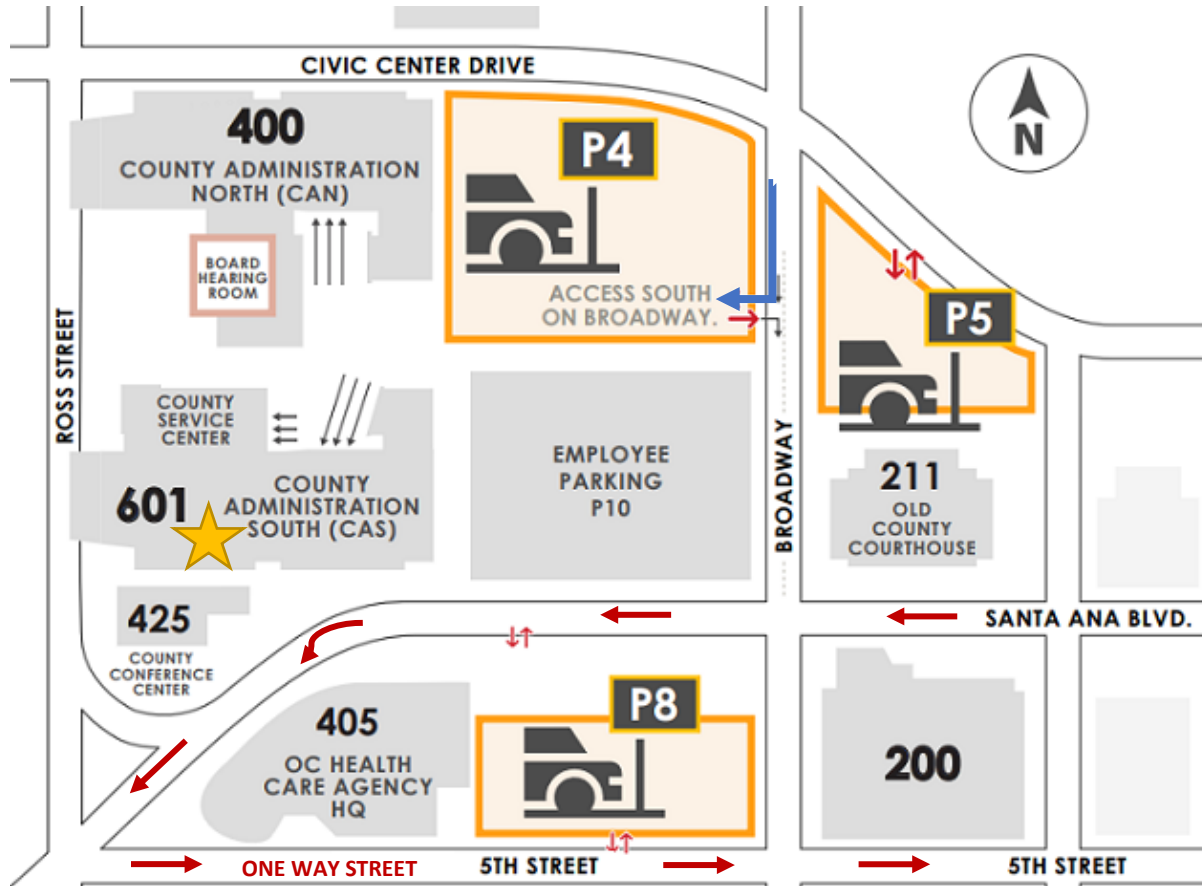 CIVIC CENTER DRIVE
400
COUNTY ADMINISTRATION
NORTH (CAN)
BOARD
HEARING
ROOM
P4
ACCESS SOUTH
ON BROADWAY.
N
P5
ROSS STREET
COUNTY
SERVICE
CENTER
601
COUNTY
ADMINISTRATION
SOUTH (CAS)
EMPLOYEE
PARKING
P10
BROADWAY
211
OLD
COUNTY
COURTHOUSE
425
COUNTY
CONFERENCE
CENTER
SANTA ANA BLVD.
405
OC HEALTH
CARE AGENCY
HQ
P8
200
ONE WAY STREET
5TH STREET
5TH STREET